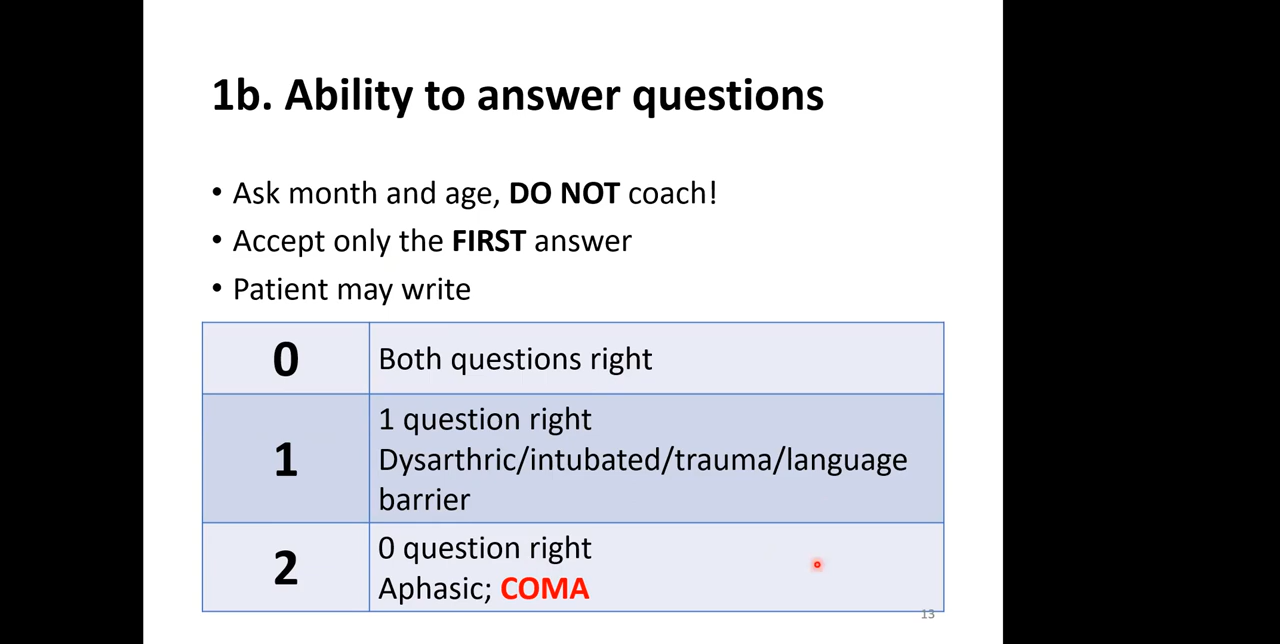 1b. Ability to answer questions
• Ask month and age, DO NOT coach!
• Accept only the FIRST answer
• Patient may write
0
Both questions right
1
1 question right
Dysarthric/intubated/trauma/language
barrier
2
0 question right
Aphasic; COMA
13